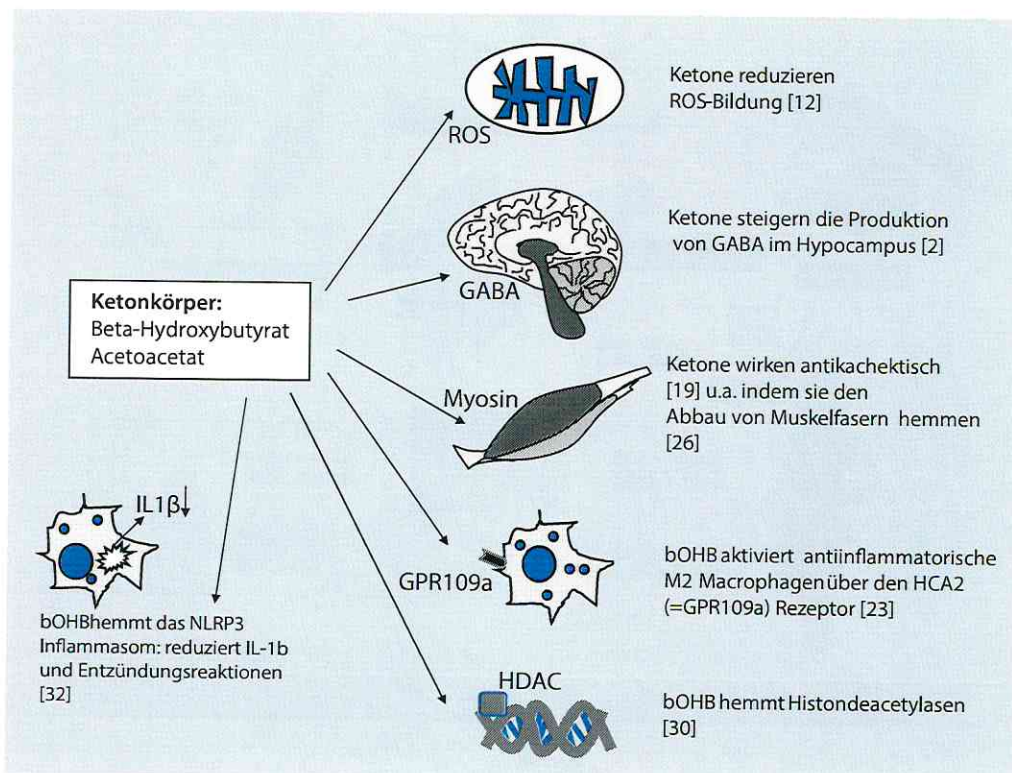 ROS
Ketone reduzieren
ROS-Bildung [12]
GABA
Ketone steigern die Produktion
von GABA im Hypocampus [2]
Ketonkörper:
Beta-Hydroxybutyrat
Acetoacetat
Myosin
Ketone wirken antikachektisch
[19] u.a. indem sie den
Abbau von Muskelfasern hemmen
[26]
IL1β↓
bOHBhemmt das NLRP3
Inflammasom: reduziert IL-1b
und Entzündungsreaktionen
[32]
GPR109a
bOHB aktiviert antiinflammatorische
M2 Macrophagen über den HCA2
(=GPR109a) Rezeptor [23]
HDAC
bOHB hemmt Histondeacetylasen
[30]